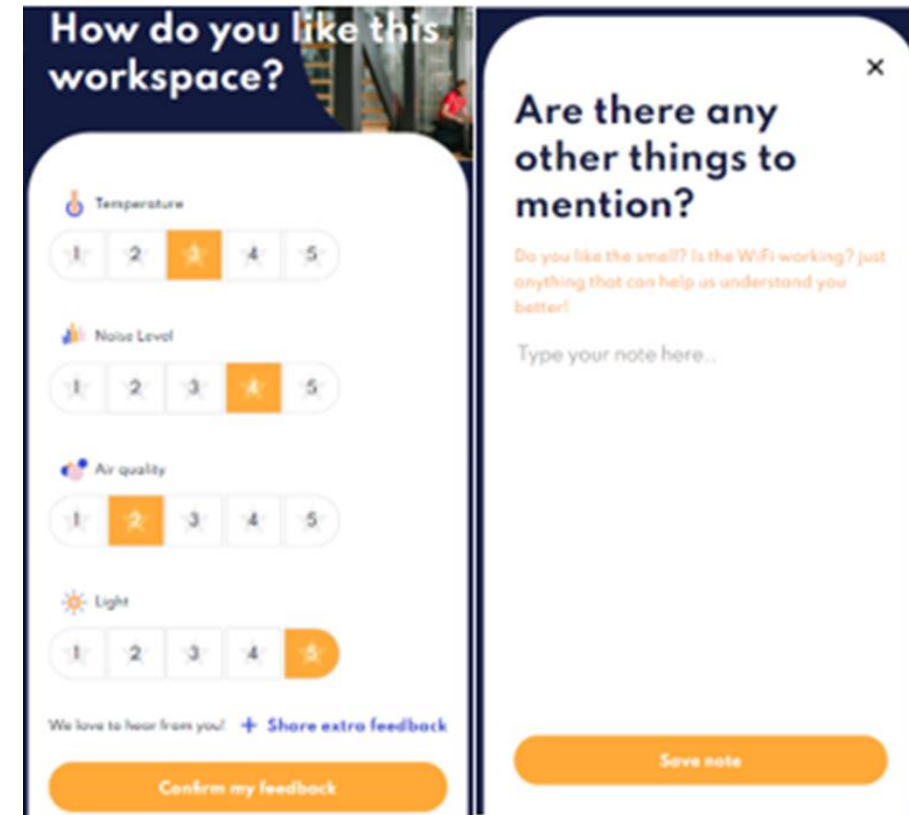 How do you like this
workspace?
Temperature
1 2 3 4 5
Noise Level
1 2 3 4 5
Air quality
1 2 3 4 5
Light
1 2 3 4 5
We love to hear from you! + Share extra feedback
Confirm my feedback
×
Are there any
other things to
mention?
Do you like the smell? Is the WiFi working? just
anything that can help us understand you
better!
Type your note here..
Save note